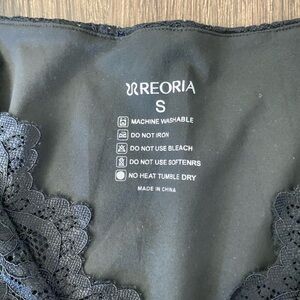 REORIA
S
MACHINE WASHABLE
DO NOT IRON
DO NOT USE BLEACH
DO NOT USE SOFTENRS
NO HEAT TUMBLE DRY
MADE IN CHINA